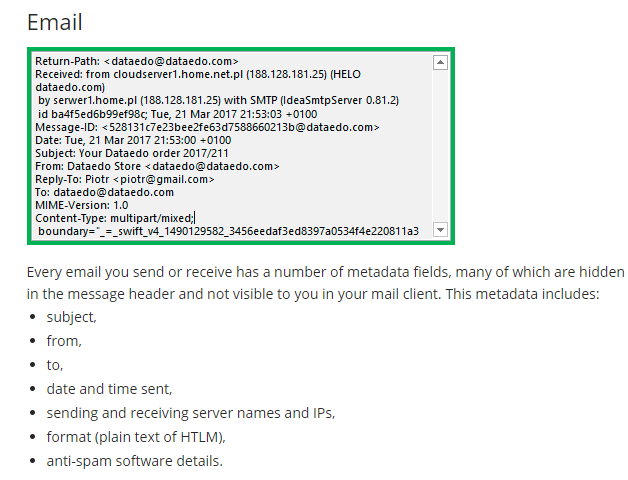 Email
Return-Path: <dataedo@dataedo.com>
Received: from cloudserver1.home.net.pl (188.128.181.25) (HELO
dataedo.com)
by serwer1.home.pl (188.128.181.25) with SMTP (IdeaSmtpServer 0.81.2)
id ba4f5ed6b99ef98c; Tue, 21 Mar 2017 21:53:03 +0100
Message-ID: <528131c7e23bee2fe63d7588660213b@dataedo.com>
Date: Tue, 21 Mar 2017 21:53:00 +0100
Subject: Your Dataedo order 2017/211
From: Dataedo Store <dataedo@dataedo.com>
Reply-To: Piotr <piotr@gmail.com>
To: dataedo@dataedo.com
MIME-Version: 1.0
Content-Type: multipart/mixed;
boundary="_=_swift_v4_1490129582_3456eedaf3ed8397a0534f4e220811a3
Every email you send or receive has a number of metadata fields, many of which are hidden
in the message header and not visible to you in your mail client. This metadata includes:
• subject,
• from,
• to,
• date and time sent,
• sending and receiving server names and IPs,
• format (plain text of HTLM),
• anti-spam software details.